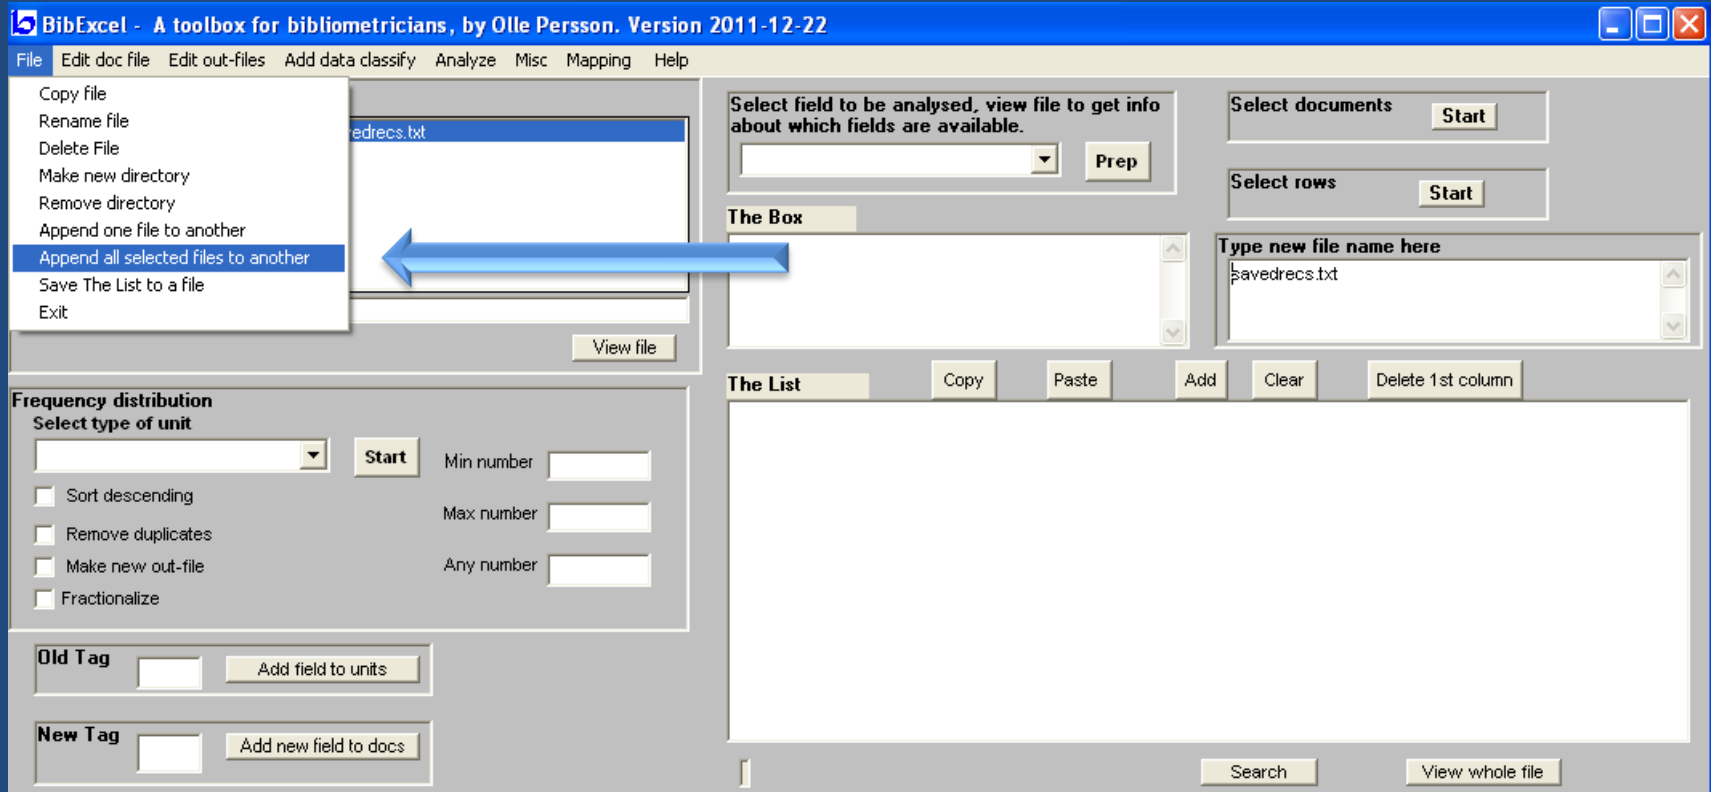 BibExcel - A toolbox for bibliometricians, by Olle Persson. Version 2011-12-22
File Edit doc file Edit out-files Add data classify Analyze Misc Mapping Help
Copy file
Rename file
Delete File
Make new directory
Remove directory
Append one file to another
Append all selected files to another
Save The List to a file
Exit
edrecs.txt
View file
Select field to be analysed, view file to get info
about which fields are available.
Prep
Select documents
Start
Select rows
Start
The Box
Type new file name here
savedrecs.txt
The List
Copy
Paste
Add
Clear
Delete 1st column
Frequency distribution
Select type of unit
Start
Min number
Max number
Any number
Sort descending
Remove duplicates
Make new out-file
Fractionalize
Old Tag
Add field to units
New Tag
Add new field to docs
Search
View whole file